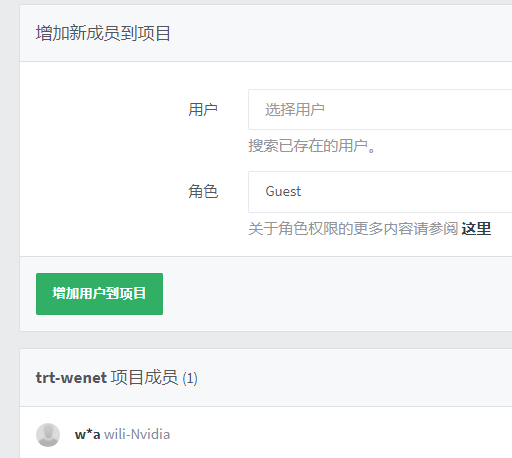 增加新成员到项目
用户
选择用户
搜索已存在的用户。
角色
Guest
关于角色权限的更多内容请参阅 这里
增加用户到项目
trt-wenet 项目成员 (1)
w*a wili-Nvidia